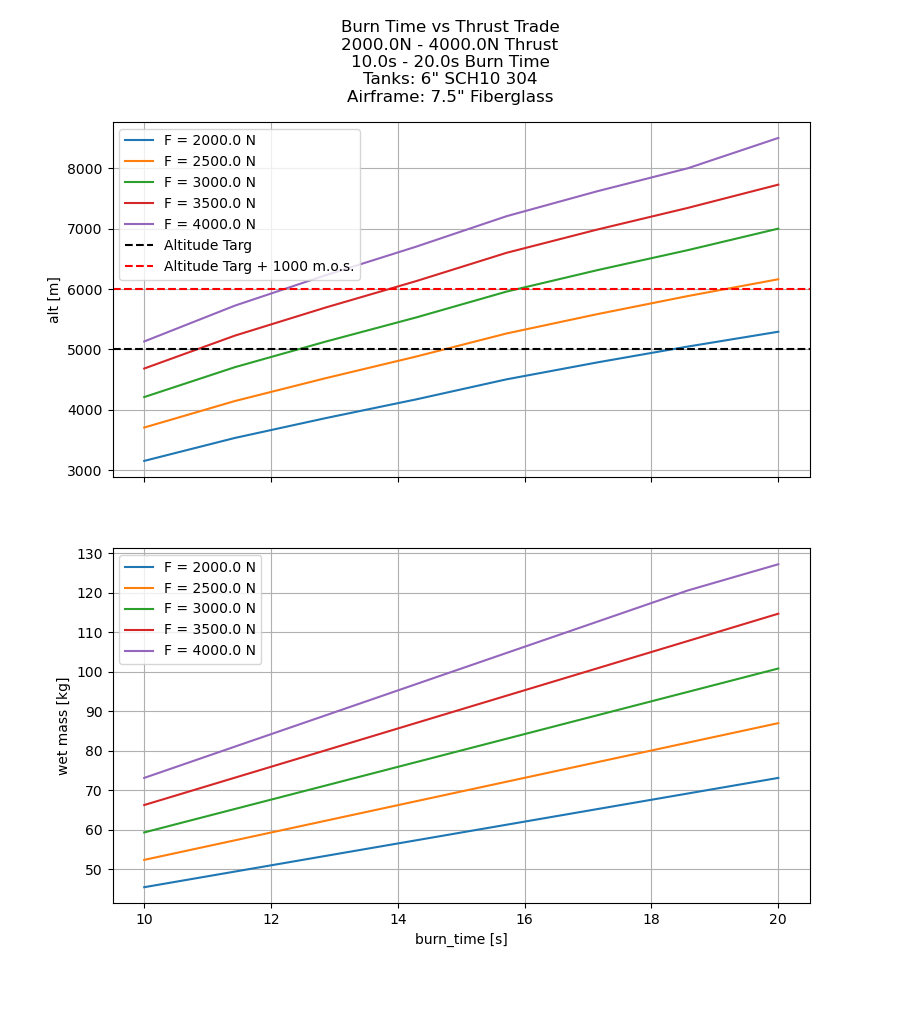 Burn Time vs Thrust Trade
2000.0N - 4000.0N Thrust
10.0s - 20.0s Burn Time
Tanks: 6" SCH10 304
Airframe: 7.5" Fiberglass
F = 2000.0 N
F = 2500.0 N
F = 3000.0 N
F = 3500.0 N
F = 4000.0 N
Altitude Targ
Altitude Targ + 1000 m.o.s.
alt [m]
8000
7000
6000
5000
4000
3000
F = 2000.0 N
F = 2500.0 N
F = 3000.0 N
F = 3500.0 N
F = 4000.0 N
wet mass [kg]
130
120
110
100
90
80
70
60
50
10 12 14 16 18 20
burn_time [s]